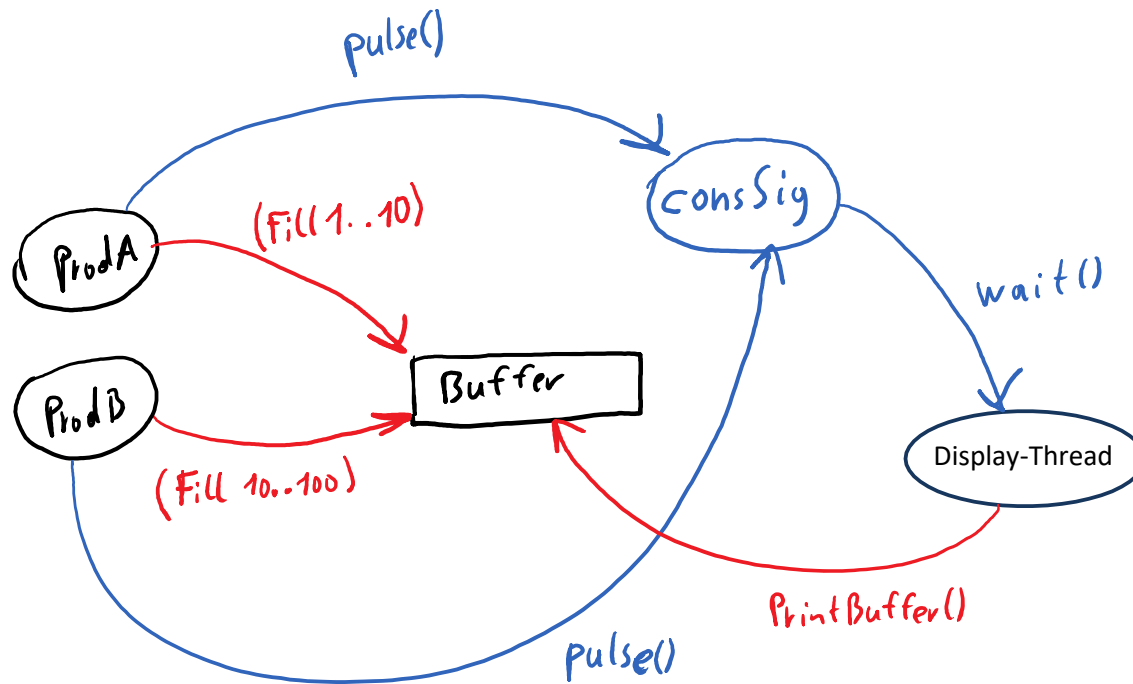 pulse()
consSig
(Fill 1..10)
ProdA
wait()
Buffer
ProdB
Display-Thread
(Fill 10..100)
PrintBuffer()
pulse()